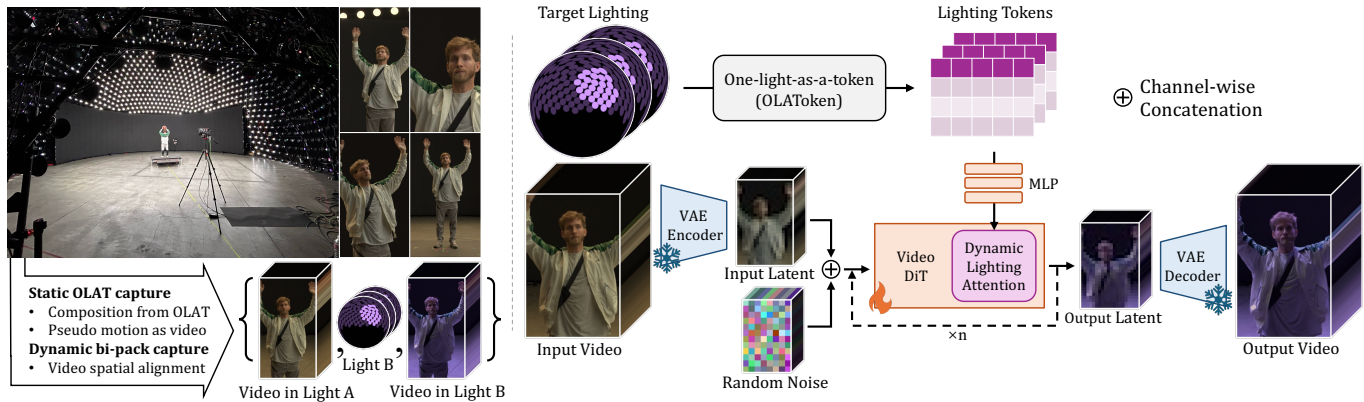 Static OLAT capture
• Composition from OLAT
• Pseudo motion as video
Dynamic bi-pack capture
• Video spatial alignment
{
,
,
}
Light B
Video in Light A
Video in Light B
Target Lighting
One-light-as-a-token
(OLAToken)
Lighting Tokens
Channel-wise
Concatenation
MLP
VAE
Encoder
Input Latent
Input Video
Random Noise
Video
DiT
Dynamic
Lighting
Attention
×n
Output Latent
VAE
Decoder
Output Video